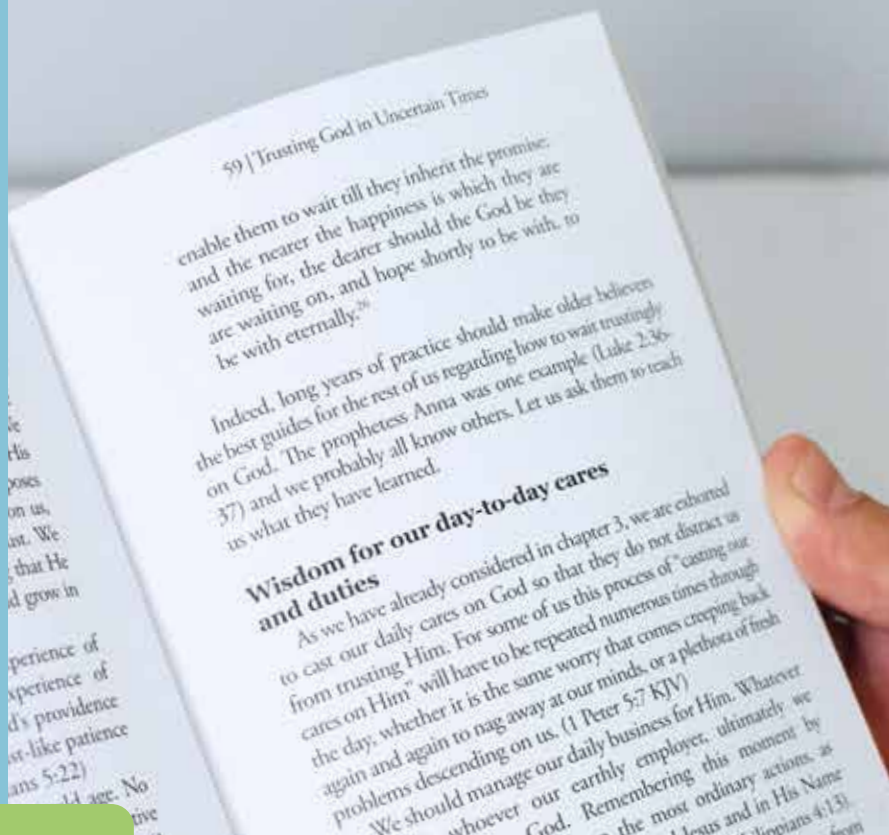 Ve
His
poses
on us,
ust. We
that He
d grow in
perience of
xperience of
d's providence
st-like patience
ans 5:22)
age. No
tive
59 | Trusting God in Uncertain Times
enable them to wait till they inherit the promise;
and the nearer the happiness is which they are
waiting for, the dearer should the God be they
are waiting on, and hope shortly to be with, to
be with eternally.²⁶
Indeed, long years of practice should make older believers
the best guides for the rest of us regarding how to wait trustingly
on God. The prophetess Anna was one example (Luke 2:36-
37) and we probably all know others. Let us ask them to teach
us what they have learned.
Wisdom for our day-to-day cares
and duties
As we have already considered in chapter 3, we are exhorted
to cast our daily cares on God so that they do not distract us
from trusting Him. For some of us this process of "casting our
cares on Him" will have to be repeated numerous times through
the day, whether it is the same worry that comes creeping back
again and again to nag away at our minds, or a plethora of fresh
problems descending on us. (1 Peter 5:7 KJV)
We should manage our daily business for Him. Whatever
whoever our earthly employer, ultimately we
God. Remembering this moment by
the most ordinary actions, as
Jesus and in His Name
4:13).